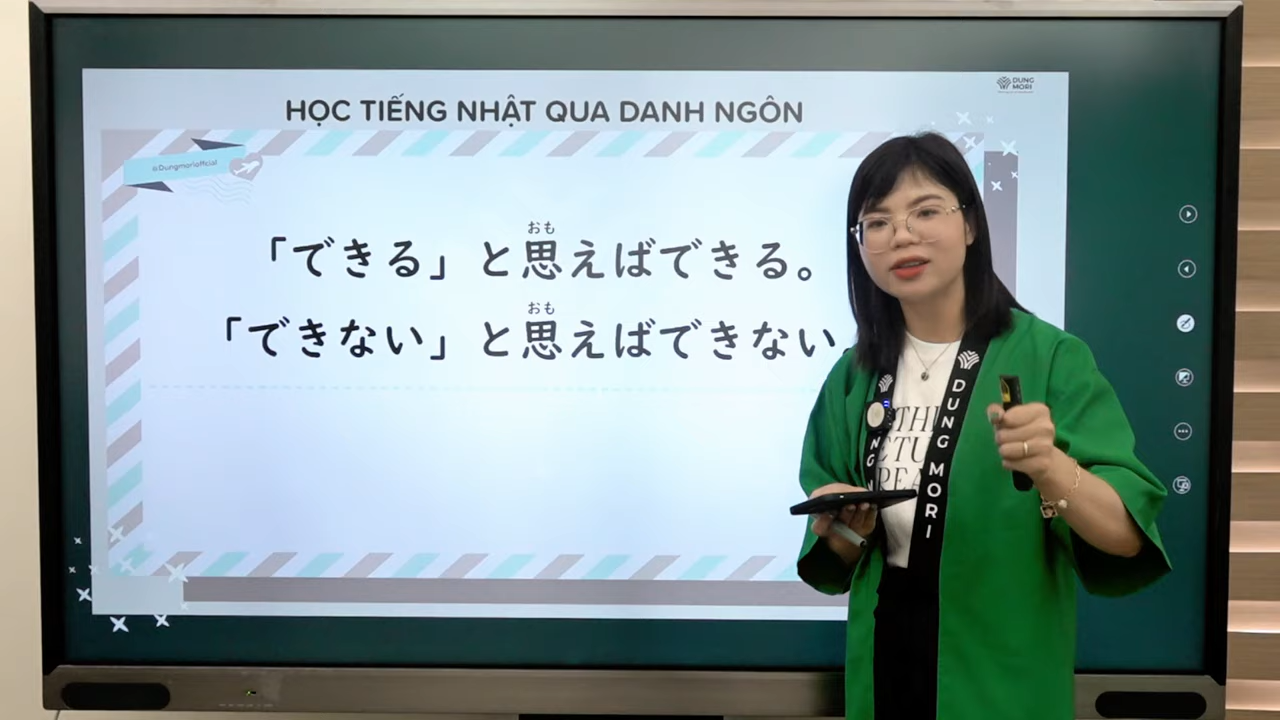 DUNG
MORI
HỌC TIẾNG NHẬT QUA DANH NGÔN
@Dungmoriofficial
おも
「できる」と思えばできる。
おも
「できない」と思えばできない
DUNG MORI
NG